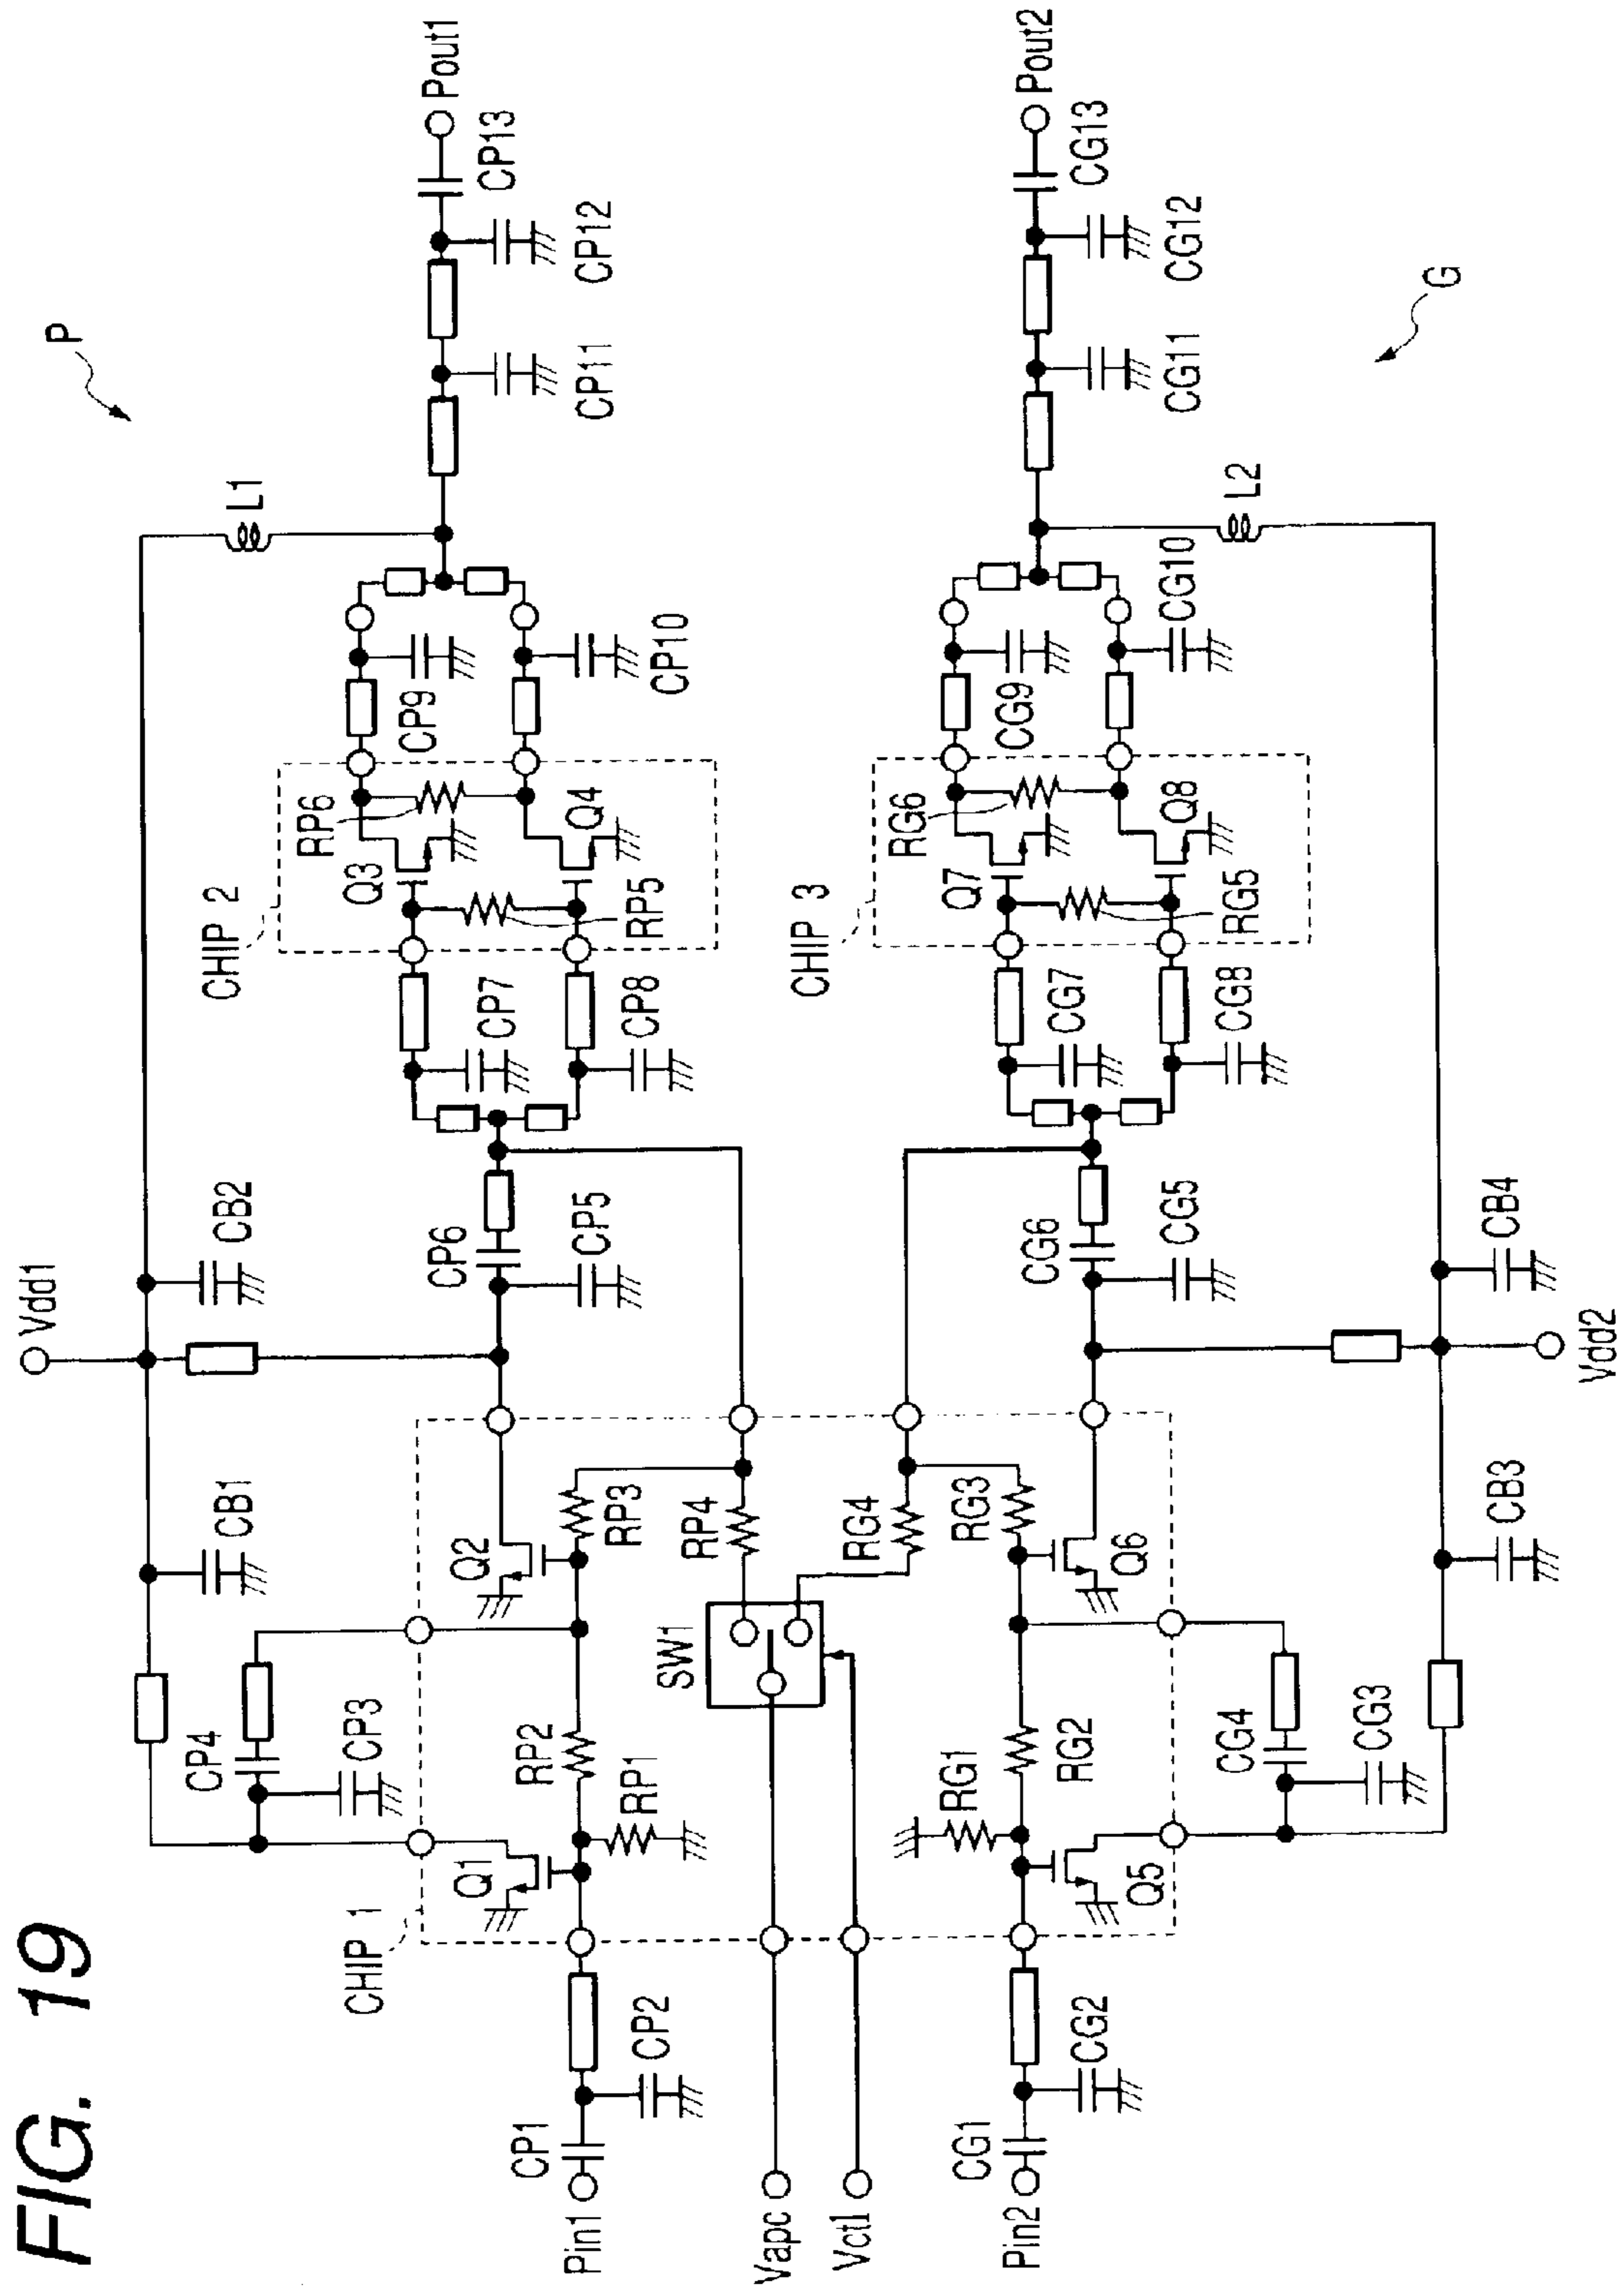 FIG. 19
P
Vdd1
CB1
CB2
L1
CP4
CP3
CHIP 1
Q1
RP2
RP1
Q2
RP3
RP4
CP6
CP5
CHIP 2
CP7
CP8
Q3
RP5
RP6
Q4
CP9
CP10
CP11
CP12
CP13
Pout1
Pin1
CP1
CP2
Vapc
Vctl
SW1
RG4
Pin2
CG1
CG2
RG1
RG2
Q5
RG3
Q6
CG4
CG3
CG6
CG5
CHIP 3
CG7
CG8
Q7
RG5
RG6
Q8
CG9
CG10
CG11
CG12
CG13
Pout2
L2
CB3
CB4
Vdd2
G